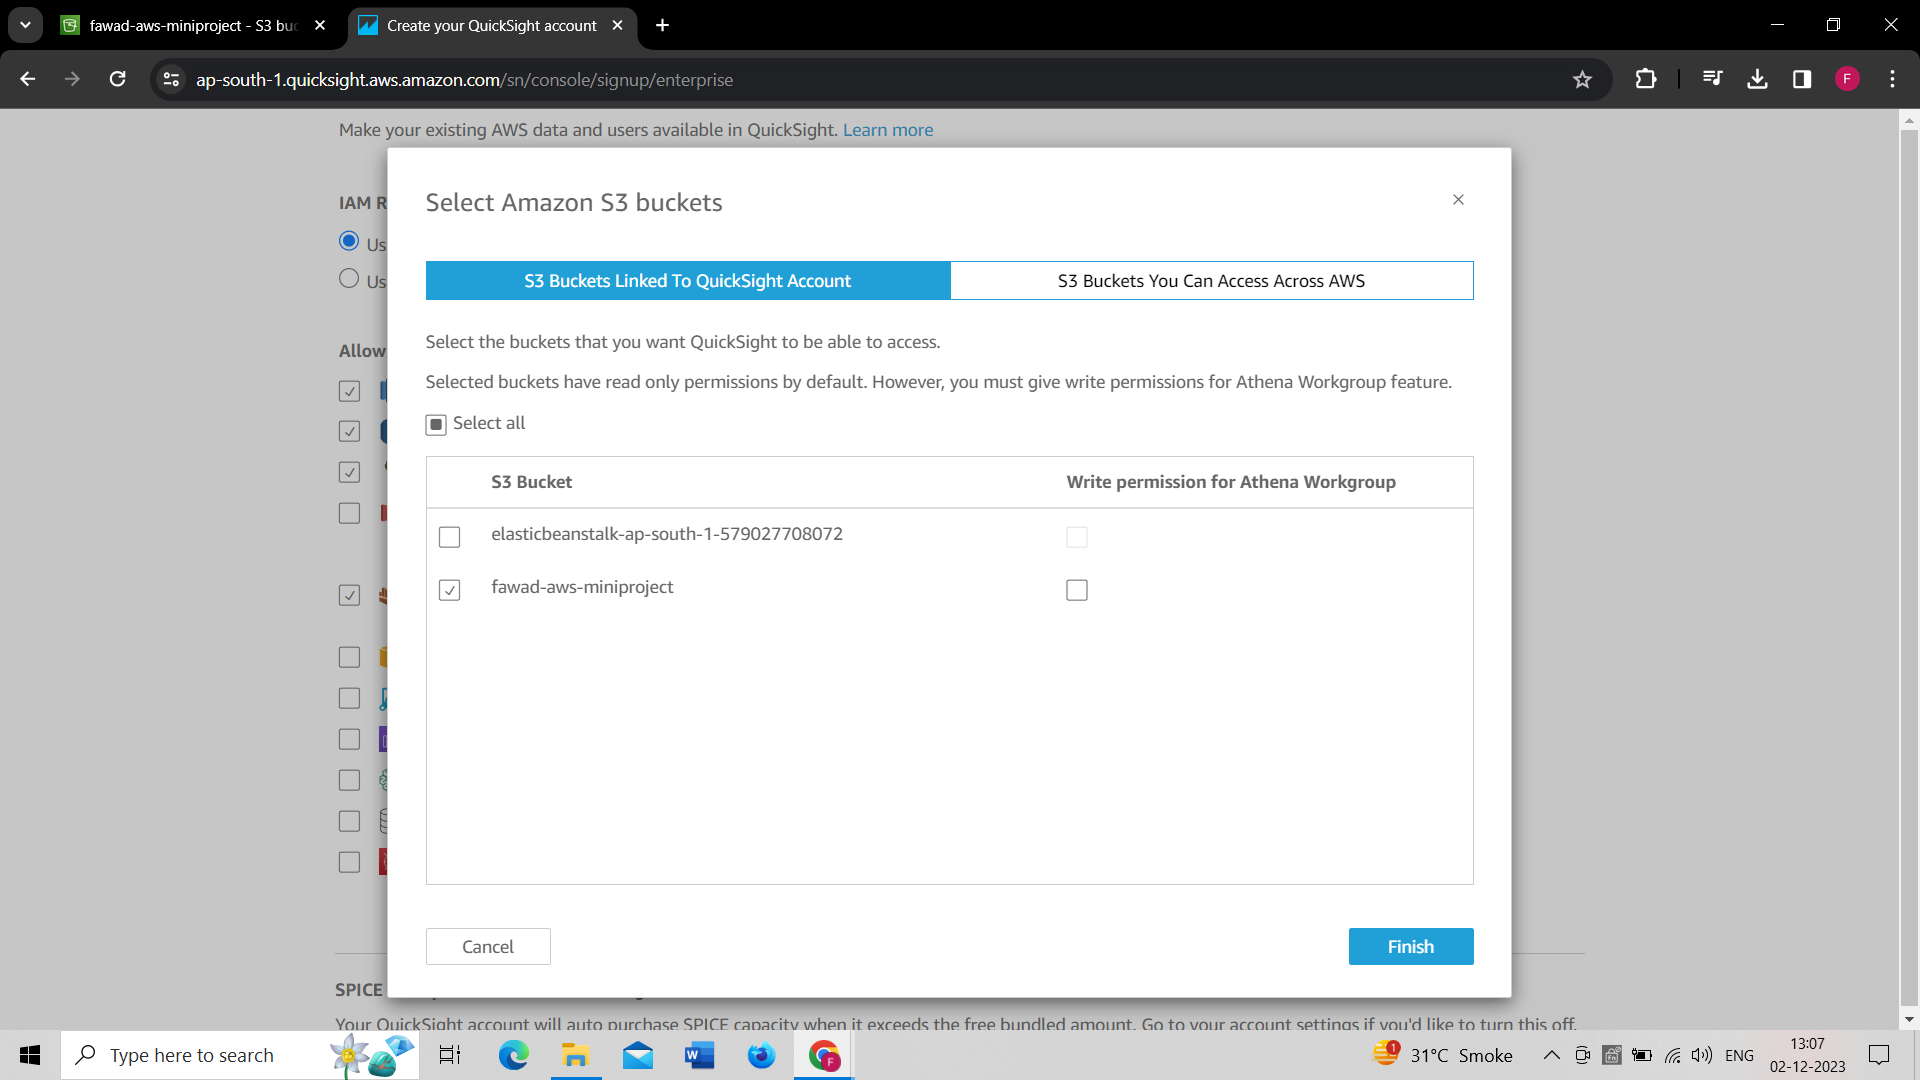 fawad-aws-miniproject - S3 buc
Create your QuickSight account
ap-south-1.quicksight.aws.amazon.com/sn/console/signup/enterprise
F
Make your existing AWS data and users available in QuickSight. Learn more
IAM R
Us
Us
Allow
Select Amazon S3 buckets
S3 Buckets Linked To QuickSight Account
S3 Buckets You Can Access Across AWS
Select the buckets that you want QuickSight to be able to access.
Selected buckets have read only permissions by default. However, you must give write permissions for Athena Workgroup feature.
Select all
S3 Bucket
Write permission for Athena Workgroup
elasticbeanstalk-ap-south-1-579027708072
fawad-aws-miniproject
Cancel
Finish
SPICE
Your QuickSight account will auto purchase SPICE capacity when it exceeds the free bundled amount. Go to your account settings if you'd like to turn this off.
Type here to search
W
F
1
31°C Smoke
ENG
13:07
02-12-2023